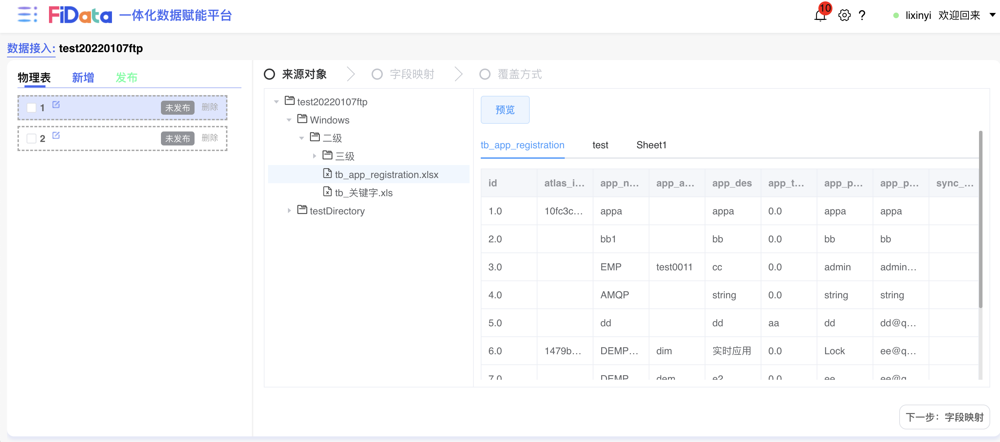 FiData 一体化数据赋能平台
10
?
lixinyi 欢迎回来
数据接入: test20220107ftp
物理表 新增 发布
1 未发布 删除
2 未发布 删除
来源对象 字段映射 覆盖方式
test20220107ftp
Windows
二级
三级
tb_app_registration.xlsx
tb_关键字.xls
testDirectory
预览
tb_app_registration test Sheet1
id atlas_i... app_n... app_a... app_des app_t... app_p... app_p... sync_...
1.0 10fc3c... appa appa 0.0 appa appa
2.0 bb1 bb 0.0 bb bb
3.0 EMP test0011 cc 0.0 admin admin...
4.0 AMQP string 0.0 string string
5.0 dd dd aa dd dd@q...
6.0 1479b... DEMP... dim 实时应用 0.0 Lock ee@q...
7.0 DEMP dem e2 0.0 ee ee@q
下一步：字段映射